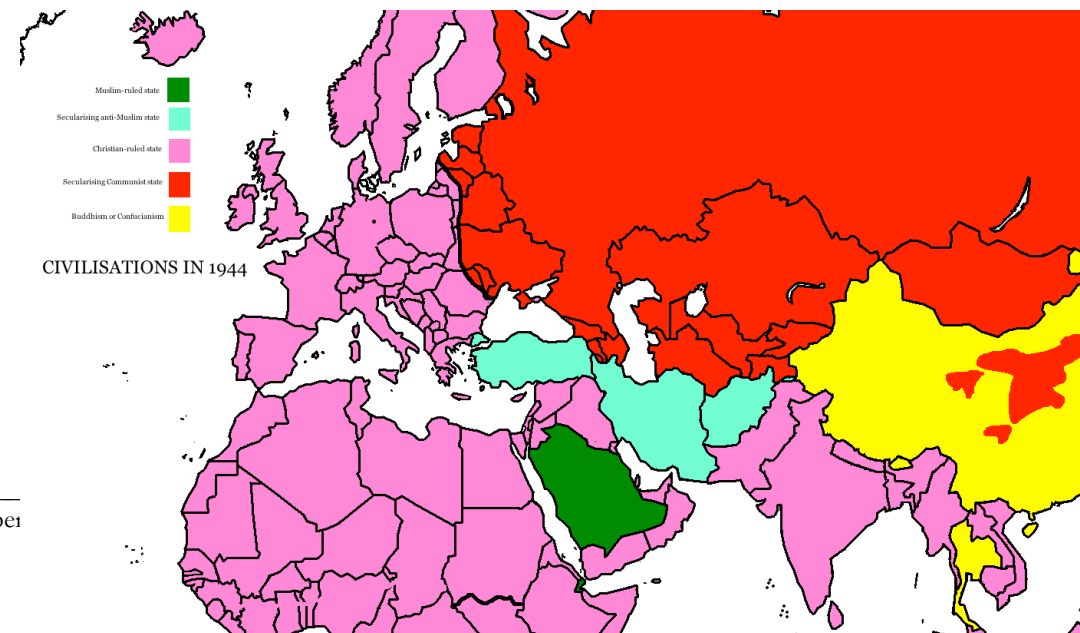 Muslim-ruled state
Secularising anti-Muslim state
Christian-ruled state
Secularising Communist state
Buddhism or Confucianism
CIVILISATIONS IN 1944